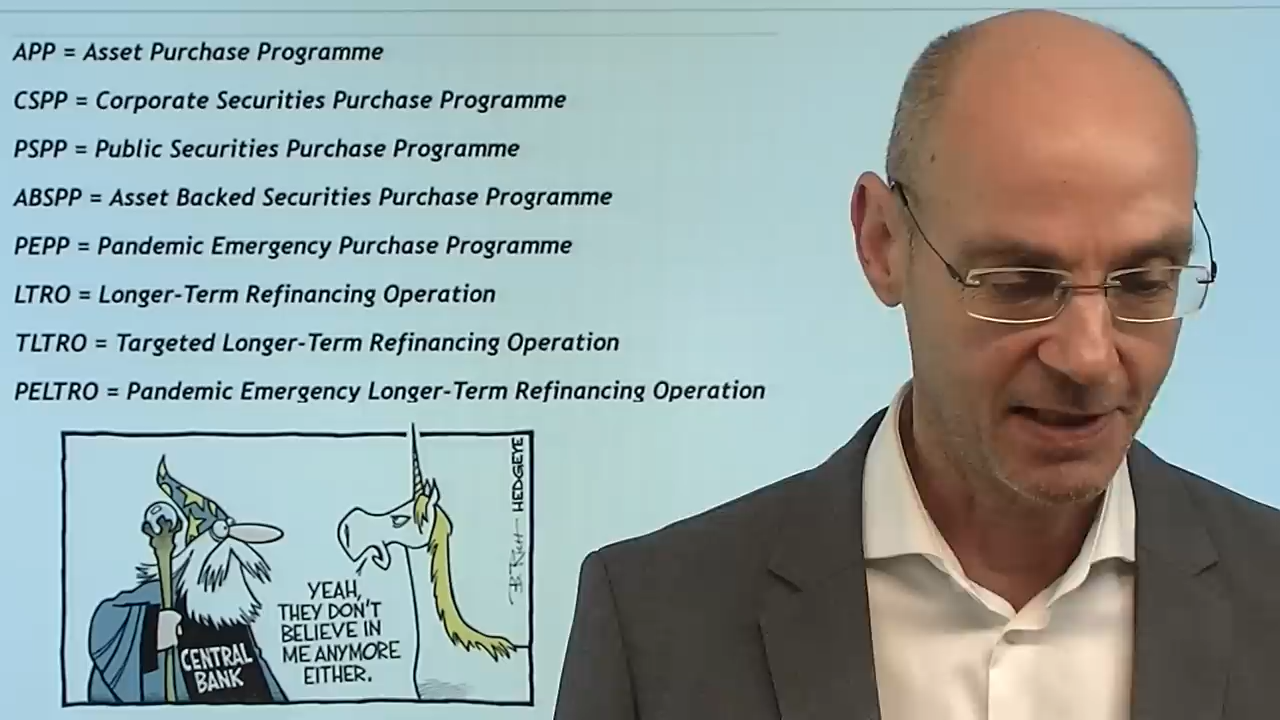 APP = Asset Purchase Programme
CSPP = Corporate Securities Purchase Programme
PSPP = Public Securities Purchase Programme
ABSPP = Asset Backed Securities Purchase Programme
PEPP = Pandemic Emergency Purchase Programme
LTRO = Longer-Term Refinancing Operation
TLTRO = Targeted Longer-Term Refinancing Operation
PELTRO = Pandemic Emergency Longer-Term Refinancing Operation
HEDGEYE
YEAH,
THEY DON'T
BELIEVE IN
ME ANYMORE
EITHER.
CENTRAL
BANK